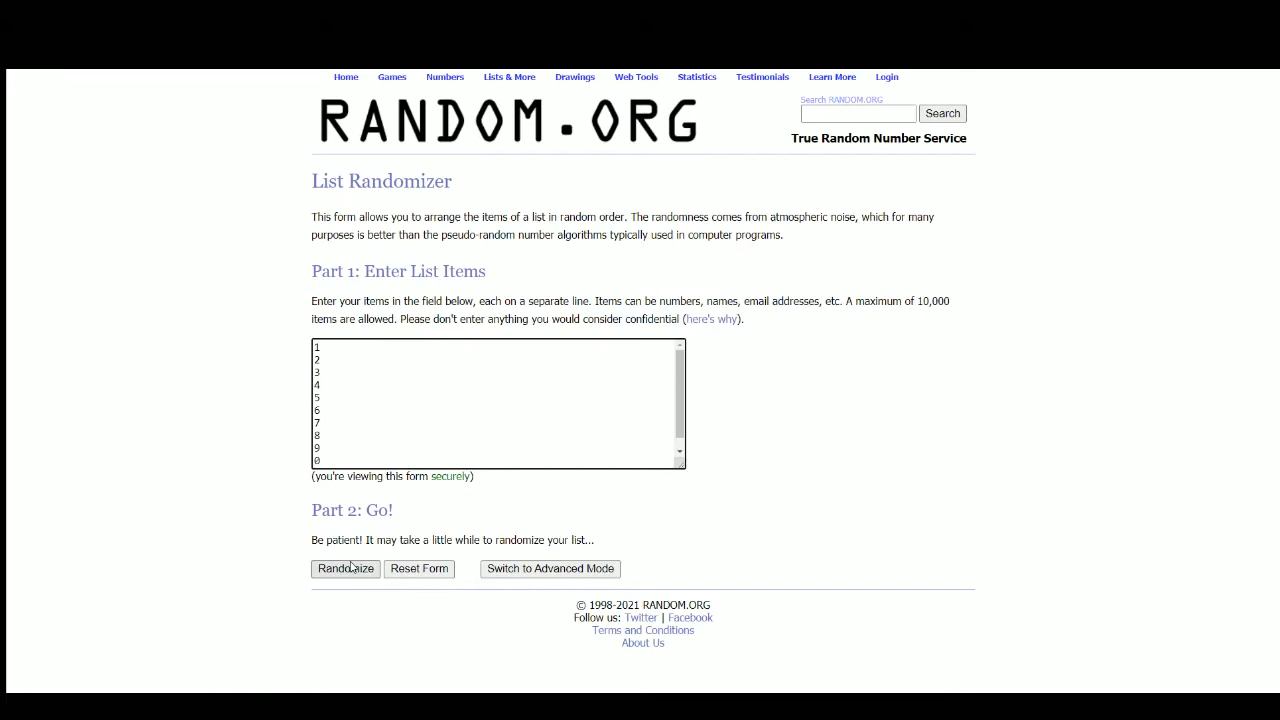 Home Games Numbers Lists & More Drawings Web Tools Statistics Testimonials Learn More Login
RANDOM.ORG
Search RANDOM.ORG
Search
True Random Number Service
List Randomizer
This form allows you to arrange the items of a list in random order. The randomness comes from atmospheric noise, which for many
purposes is better than the pseudo-random number algorithms typically used in computer programs.
Part 1: Enter List Items
Enter your items in the field below, each on a separate line. Items can be numbers, names, email addresses, etc. A maximum of 10,000
items are allowed. Please don't enter anything you would consider confidential (here's why).
1
2
3
4
5
6
7
8
9
0
(you're viewing this form securely)
Part 2: Go!
Be patient! It may take a little while to randomize your list...
Randomize Reset Form Switch to Advanced Mode
© 1998-2021 RANDOM.ORG
Follow us: Twitter | Facebook
Terms and Conditions
About Us